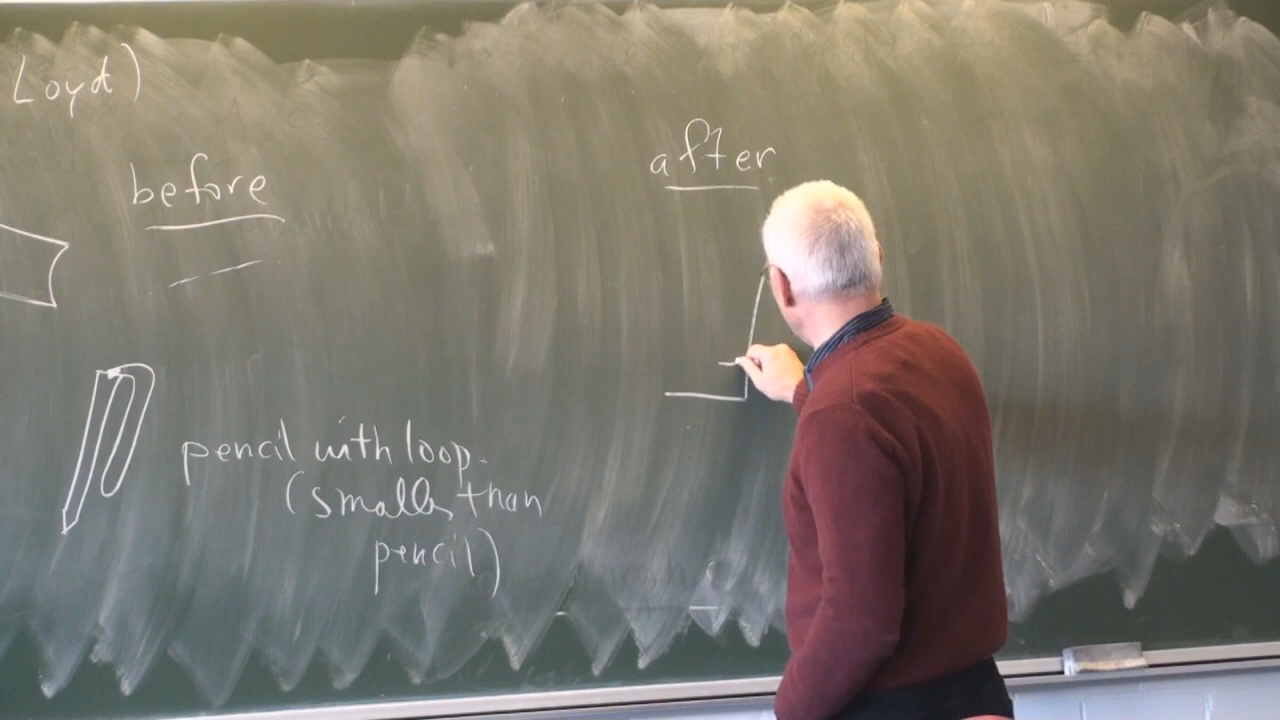 Loyd)
before
after
pencil with loop.
(smaller than
pencil)